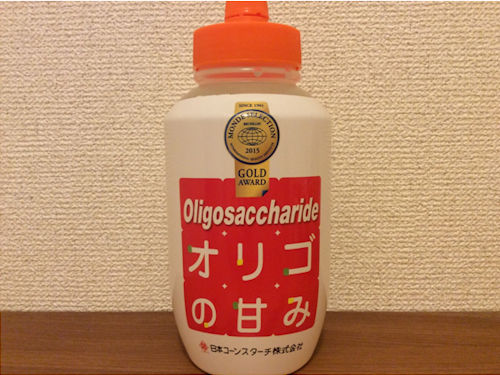 SINCE 1961
MONDE SELECTION
2015
GOLD
AWARD
Oligosaccharide
オリゴ
の甘み
日本コーンスターチ株式会社